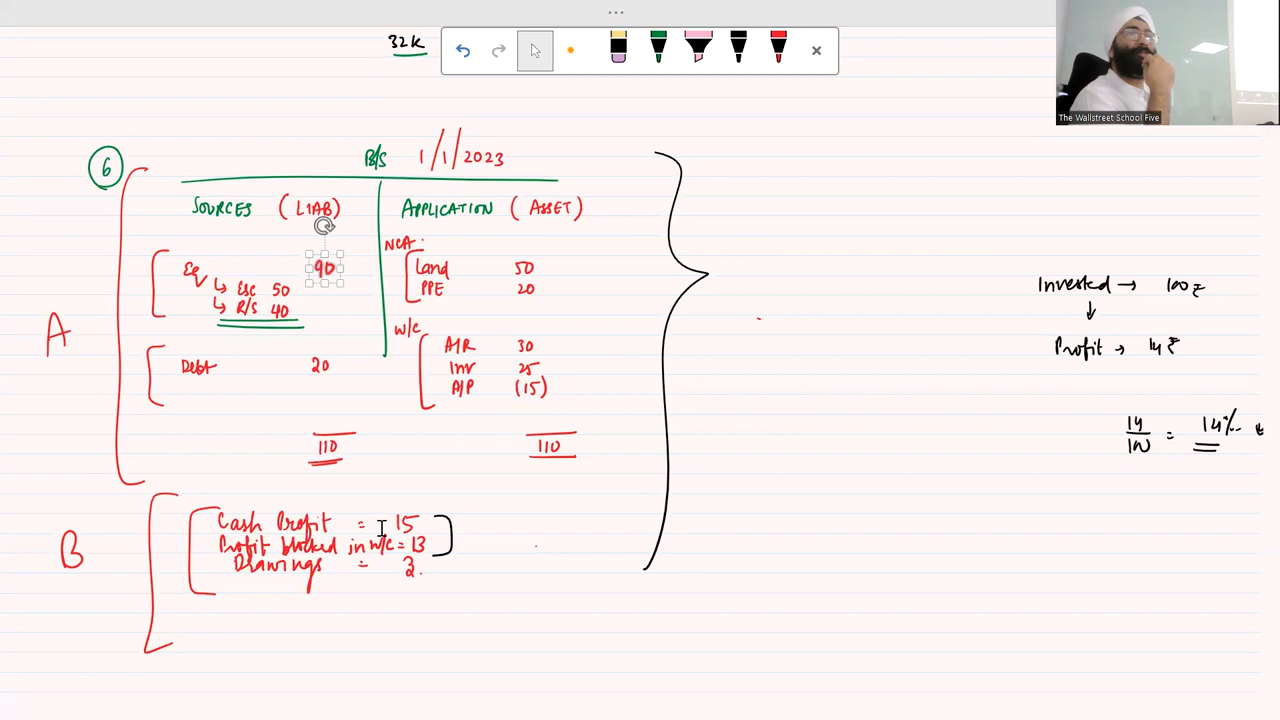 32K
The Wallstreet School Five
6
B/S 1/1/2023
SOURCES (LIAB) APPLICATION (ASSET)
NCA:
Eq 90 Land 50
↳ Esc 50 PPE 20
↳ R/S 40
W/C
A/R 30
Debt 20 Inv 25
A/P (15)
110 110
A
B
Cash Profit = 15
Profit blocked in W/C = 13
Drawings = 3.
Invested → 100₹
↓
Profit → 14₹
14/100 = 14%